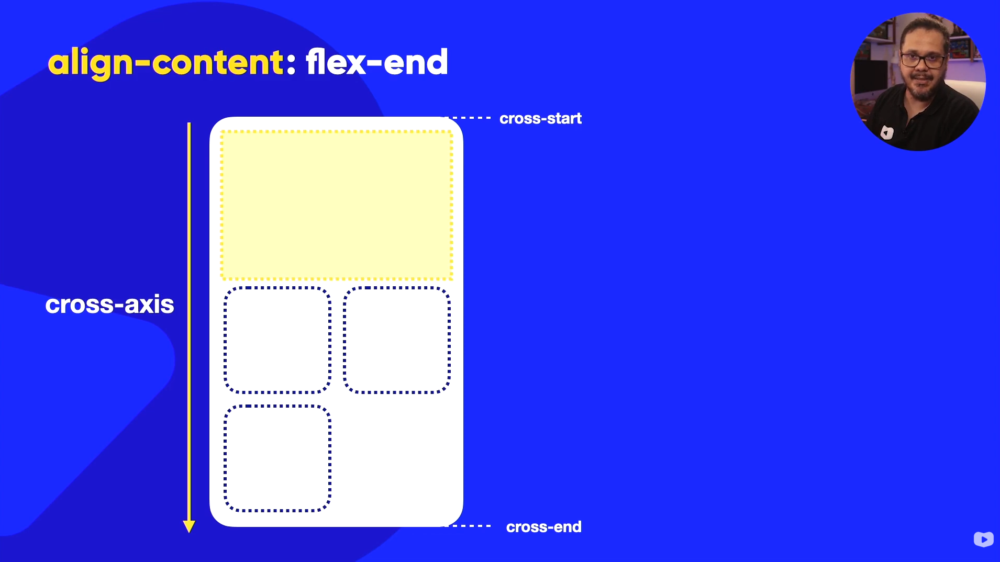 align-content: flex-end
cross-start
cross-axis
cross-end